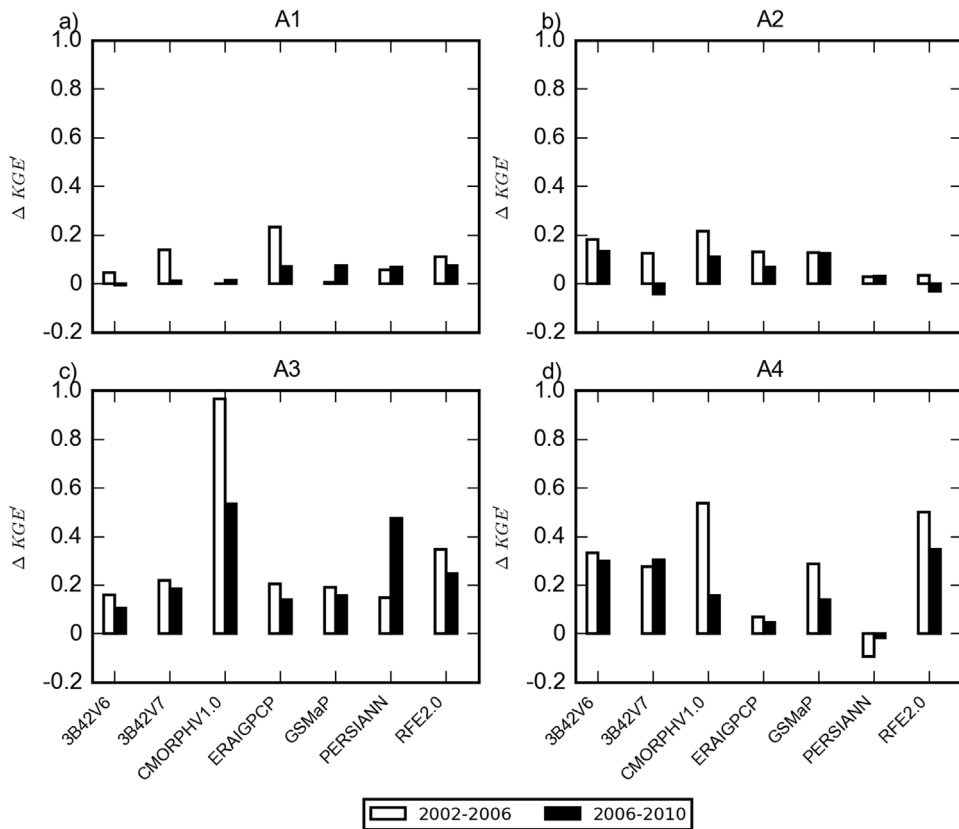 a) A1
1.0
0.8
0.6
0.4
0.2
0
-0.2
Δ KGE′
b) A2
1.0
0.8
0.6
0.4
0.2
0
-0.2
Δ KGE′
c) A3
1.0
0.8
0.6
0.4
0.2
0
-0.2
Δ KGE′
3B42V6
3B42V7
CMORPHV1.0
ERAIGPCP
GSMaP
PERSIANN
RFE2.0
d) A4
1.0
0.8
0.6
0.4
0.2
0
-0.2
Δ KGE′
3B42V6
3B42V7
CMORPHV1.0
ERAIGPCP
GSMaP
PERSIANN
RFE2.0
2002-2006 2006-2010